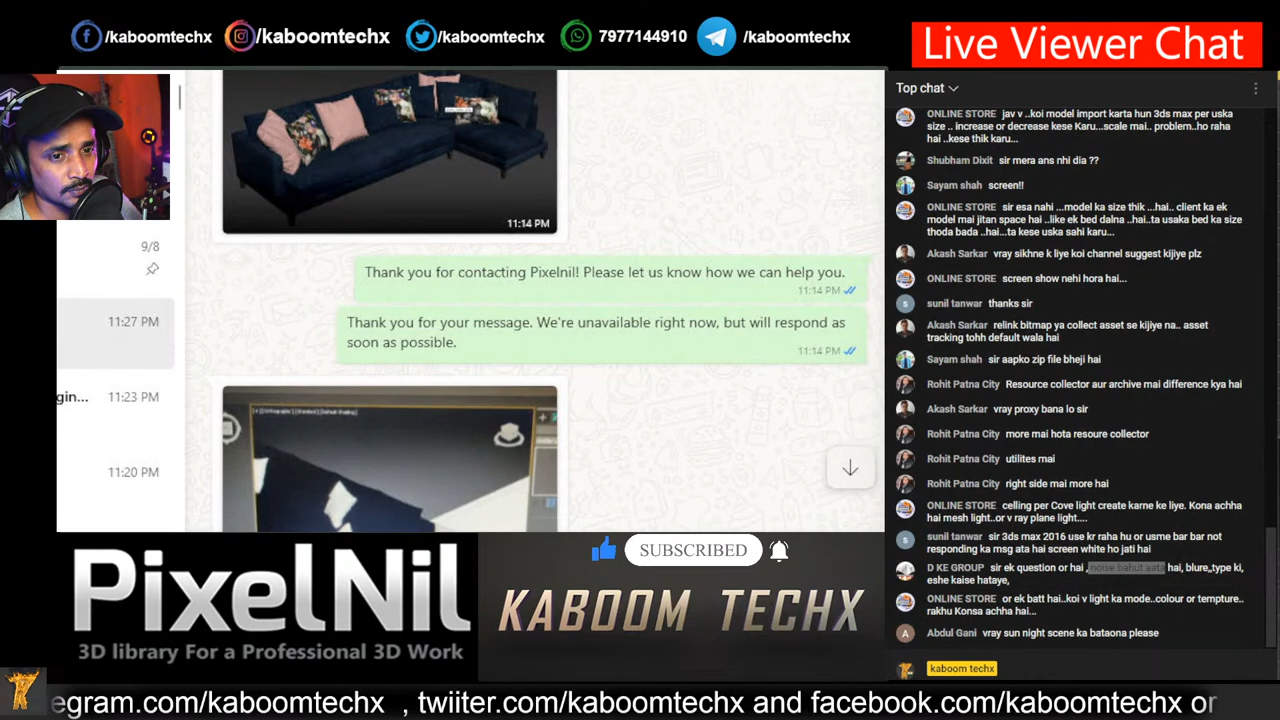 /kaboomtechx /kaboomtechx /kaboomtechx 7977144910 /kaboomtechx
Live Viewer Chat
11:14 PM
9/8
Thank you for contacting Pixelnil! Please let us know how we can help you.
11:14 PM
11:27 PM
Thank you for your message. We're unavailable right now, but will respond as
soon as possible.
11:14 PM
gin... 11:23 PM
11:20 PM
Top chat
ONLINE STORE jav v ..koi model import karta hun 3ds max per uska
size .. increase or decrease kese Karu...scale mai.. problem..ho raha
hai..kese thik karu...
Shubham Dixit sir mera ans nhi dia ??
Sayam shah screen!!
ONLINE STORE sir esa nahi ...model ka size thik ...hai.. client ka ek
model mai jitan space hai ..like ek bed dalna ..hai..ta usaka bed ka size
thoda bada ..hai...ta kese uska sahi karu...
Akash Sarkar vray sikhne k liye koi channel suggest kijiye plz
ONLINE STORE screen show nehi hora hai...
S sunil tanwar thanks sir
Akash Sarkar relink bitmap ya collect asset se kijiye na.. asset
tracking tohh default wala hai
Sayam shah sir aapko zip file bheji hai
Rohit Patna City Resource collector aur archive mai difference kya hai
Akash Sarkar vray proxy bana lo sir
Rohit Patna City more mai hota resoure collector
Rohit Patna City utilites mai
Rohit Patna City right side mai more hai
ONLINE STORE celling per Cove light create karne ke liye. Kona achha
hai mesh light..or v ray plane light....
S sunil tanwar sir 3ds max 2016 use kr raha hu or usme bar bar not
responding ka msg ata hai screen white ho jati hai
D KE GROUP sir ek question or hai ,noise bahut aata hai, blure,,type ki,
eshe kaise hataye,
ONLINE STORE or ek batt hai..koi v light ka mode..colour or tempture..
rakhu Konsa achha hai...
A Abdul Gani vray sun night scene ka bataona please
kaboom techx
PixelNil
3D library For a Professional 3D Work
SUBSCRIBED
KABOOM TECHX
egram.com/kaboomtechx , twiiter.com/kaboomtechx and facebook.com/kaboomtechx or